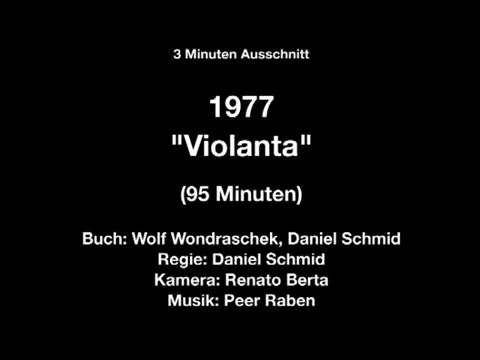 3 Minuten Ausschnitt
1977
"Violanta"
(95 Minuten)
Buch: Wolf Wondraschek, Daniel Schmid
Regie: Daniel Schmid
Kamera: Renato Berta
Musik: Peer Raben